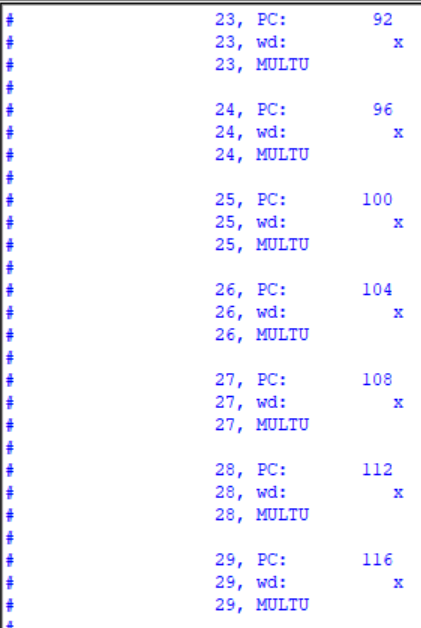 # 23, PC: 92
# 23, wd: x
# 23, MULTU
#
# 24, PC: 96
# 24, wd: x
# 24, MULTU
#
# 25, PC: 100
# 25, wd: x
# 25, MULTU
#
# 26, PC: 104
# 26, wd: x
# 26, MULTU
#
# 27, PC: 108
# 27, wd: x
# 27, MULTU
#
# 28, PC: 112
# 28, wd: x
# 28, MULTU
#
# 29, PC: 116
# 29, wd: x
# 29, MULTU
#